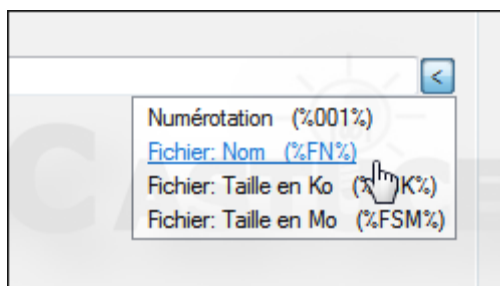 <
Numérotation (%001%)
Fichier: Nom (%FN%)
Fichier: Taille en Ko
Fichier: Taille en Mo (%FSM%)